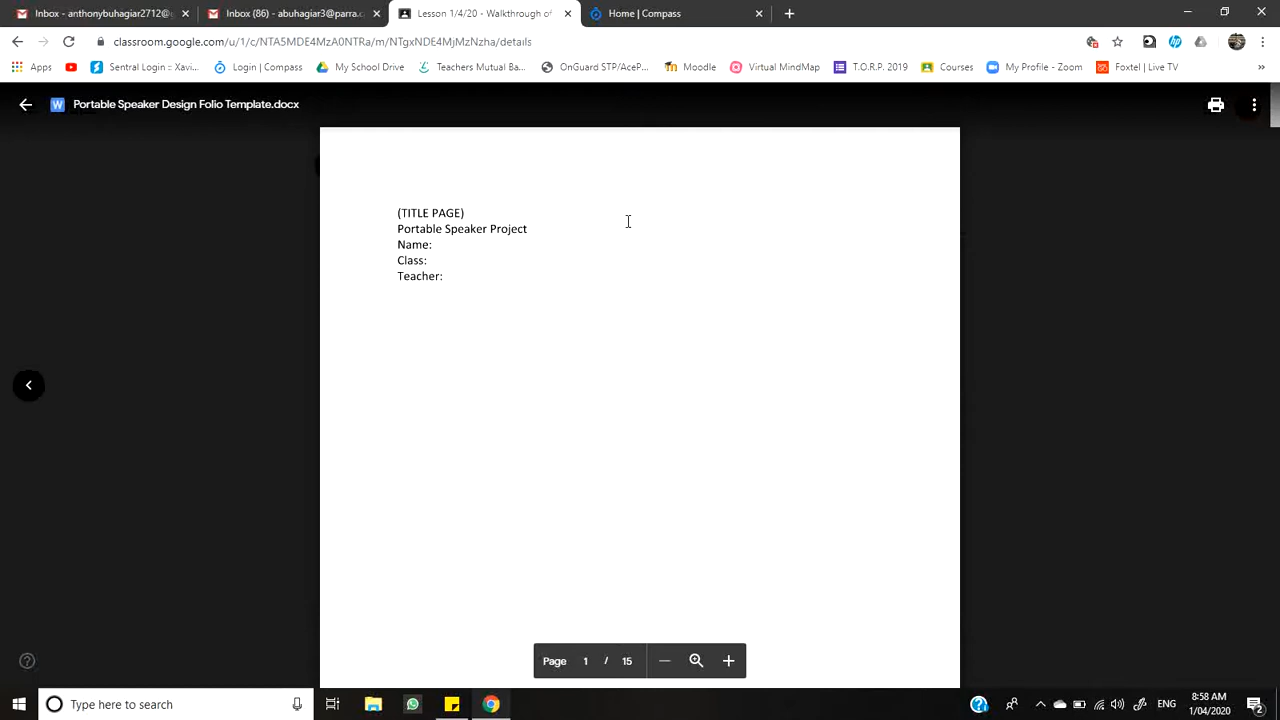 Inbox - anthonybuhagiar2712@g
Inbox (86) - abuhagiar3@parra.c
Lesson 1/4/20 - Walkthrough of
Home | Compass
classroom.google.com/u/1/c/NTA5MDE4MzA0NTRa/m/NTgxNDE4MjMzNzha/details
Apps
Sentral Login :: Xavi...
Login | Compass
My School Drive
Teachers Mutual Ba...
OnGuard STP/AceP...
Moodle
Virtual MindMap
T.O.R.P. 2019
Courses
My Profile - Zoom
Foxtel | Live TV
Portable Speaker Design Folio Template.docx
(TITLE PAGE)
Portable Speaker Project
Name:
Class:
Teacher:
Page 1 / 15
Type here to search
ENG
8:58 AM
1/04/2020